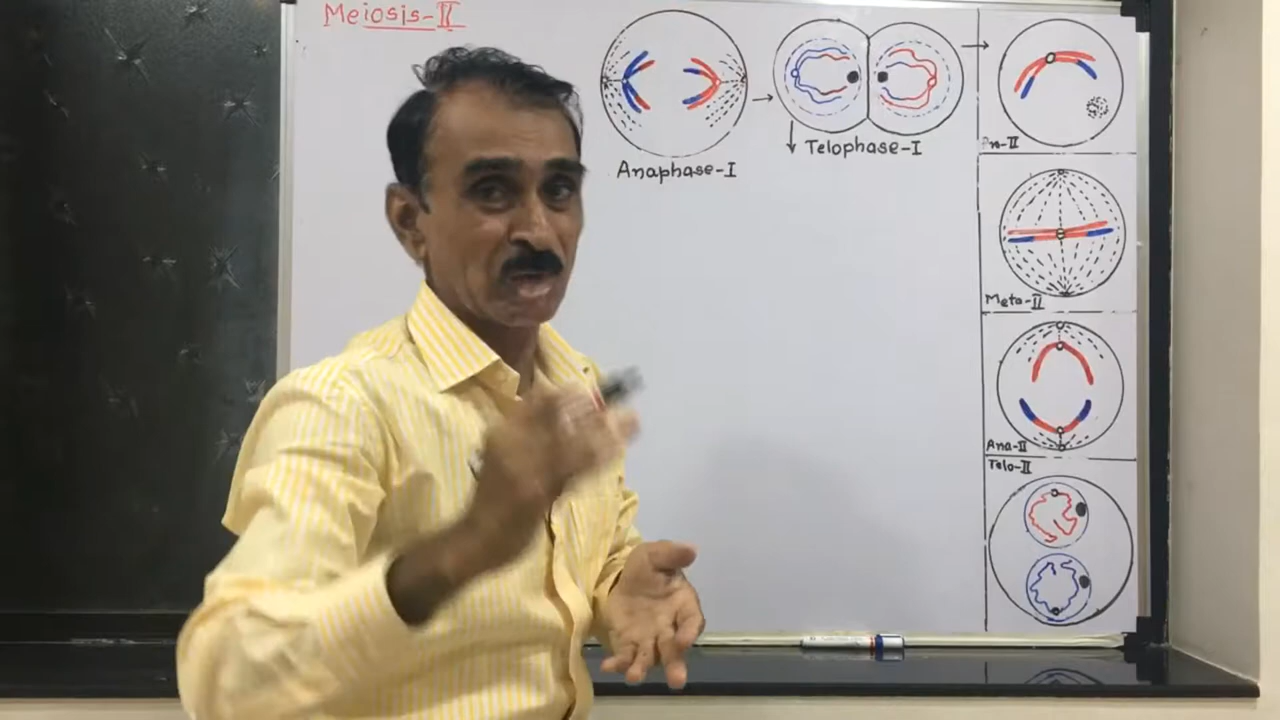 Meiosis-II
Anaphase-I
Telophase-I
Pro-II
Meta-II
Ana-II
Telo-II